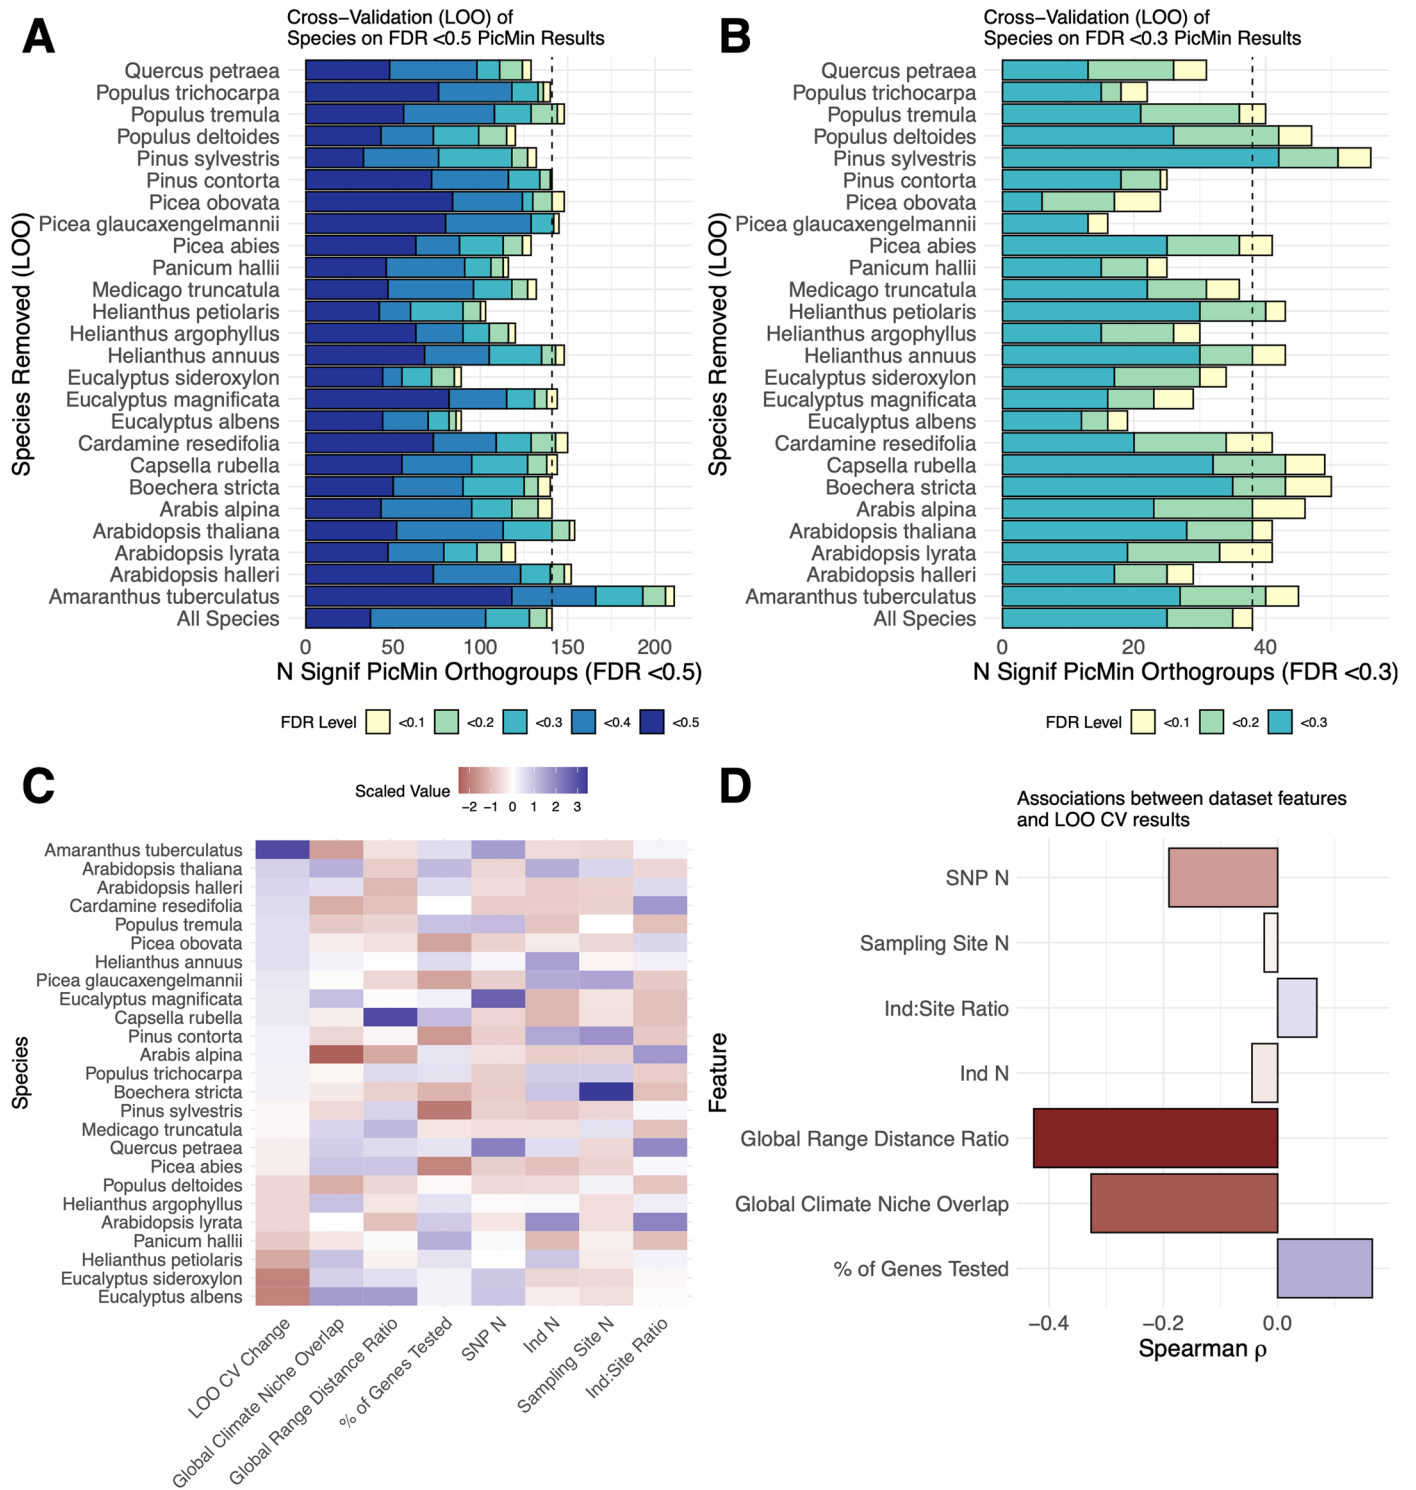 A
Cross−Validation (LOO) of
Species on FDR <0.5 PicMin Results
Species Removed (LOO)
Quercus petraea
Populus trichocarpa
Populus tremula
Populus deltoides
Pinus sylvestris
Pinus contorta
Picea obovata
Picea glaucaxengelmannii
Picea abies
Panicum hallii
Medicago truncatula
Helianthus petiolaris
Helianthus argophyllus
Helianthus annuus
Eucalyptus sideroxylon
Eucalyptus magnificata
Eucalyptus albens
Cardamine resedifolia
Capsella rubella
Boechera stricta
Arabis alpina
Arabidopsis thaliana
Arabidopsis lyrata
Arabidopsis halleri
Amaranthus tuberculatus
All Species
0 50 100 150 200
N Signif PicMin Orthogroups (FDR <0.5)
FDR Level <0.1 <0.2 <0.3 <0.4 <0.5
B
Cross−Validation (LOO) of
Species on FDR <0.3 PicMin Results
Species Removed (LOO)
Quercus petraea
Populus trichocarpa
Populus tremula
Populus deltoides
Pinus sylvestris
Pinus contorta
Picea obovata
Picea glaucaxengelmannii
Picea abies
Panicum hallii
Medicago truncatula
Helianthus petiolaris
Helianthus argophyllus
Helianthus annuus
Eucalyptus sideroxylon
Eucalyptus magnificata
Eucalyptus albens
Cardamine resedifolia
Capsella rubella
Boechera stricta
Arabis alpina
Arabidopsis thaliana
Arabidopsis lyrata
Arabidopsis halleri
Amaranthus tuberculatus
All Species
0 20 40
N Signif PicMin Orthogroups (FDR <0.3)
FDR Level <0.1 <0.2 <0.3
C
Scaled Value
−2 −1 0 1 2 3
Species
Amaranthus tuberculatus
Arabidopsis thaliana
Arabidopsis halleri
Cardamine resedifolia
Populus tremula
Picea obovata
Helianthus annuus
Picea glaucaxengelmannii
Eucalyptus magnificata
Capsella rubella
Pinus contorta
Arabis alpina
Populus trichocarpa
Boechera stricta
Pinus sylvestris
Medicago truncatula
Quercus petraea
Picea abies
Populus deltoides
Helianthus argophyllus
Arabidopsis lyrata
Panicum hallii
Helianthus petiolaris
Eucalyptus sideroxylon
Eucalyptus albens
LOO CV Change
Global Climate Niche Overlap
Global Range Distance Ratio
% of Genes Tested
SNP N
Ind N
Sampling Site N
Ind:Site Ratio
D
Associations between dataset features
and LOO CV results
Feature
SNP N
Sampling Site N
Ind:Site Ratio
Ind N
Global Range Distance Ratio
Global Climate Niche Overlap
% of Genes Tested
−0.4 −0.2 0.0
Spearman ρ